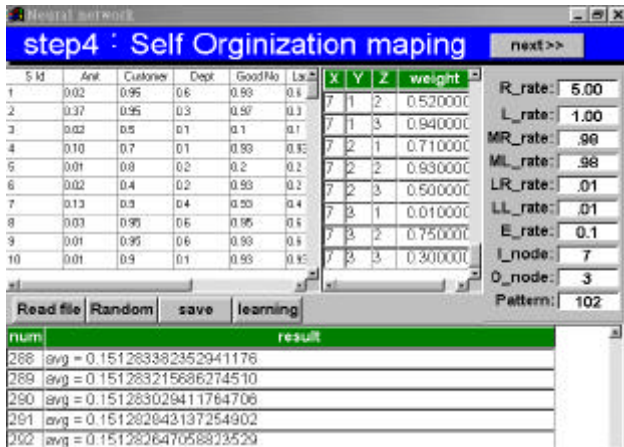 Neural network
step4：Self Orginization maping
next>>
S Id Amt Customer Dept Good No
1 0.02 0.95 0.6 0.93 0.6
2 0.37 0.95 0.3 0.97 0.3
3 0.02 0.5 0.1 0.1 0.1
4 0.10 0.7 0.1 0.93
5 0.01 0.8 0.2 0.2 0.2
6 0.02 0.4 0.2 0.93 0.2
7 0.13 0.4
8 0.03 0.95 0.6 0.95 0.6
9 0.01 0.95 0.6 0.93 0.6
10 0.01 0.9 0.1 0.93
X Y Z weight
7 1 2 0.520000
7 1 3 0.940000
7 2 1 0.710000
7 2 2 0.930000
7 2 3 0.500000
7 3 1 0.010000
7 3 2 0.750000
7 3 3 0.300000
R_rate: 5.00
L_rate: 1.00
MR_rate: .98
ML_rate: .98
LR_rate: .01
LL_rate: .01
E_rate: 0.1
I_node: 7
O_node: 3
Pattern: 102
Read file Random save learning
num result
288 avg = 0.151283382352941176
289 avg = 0.151283215686274510
290 avg = 0.151283029411764706
291 avg = 0.151282843137254902
292 avg = 0.151282647058823529